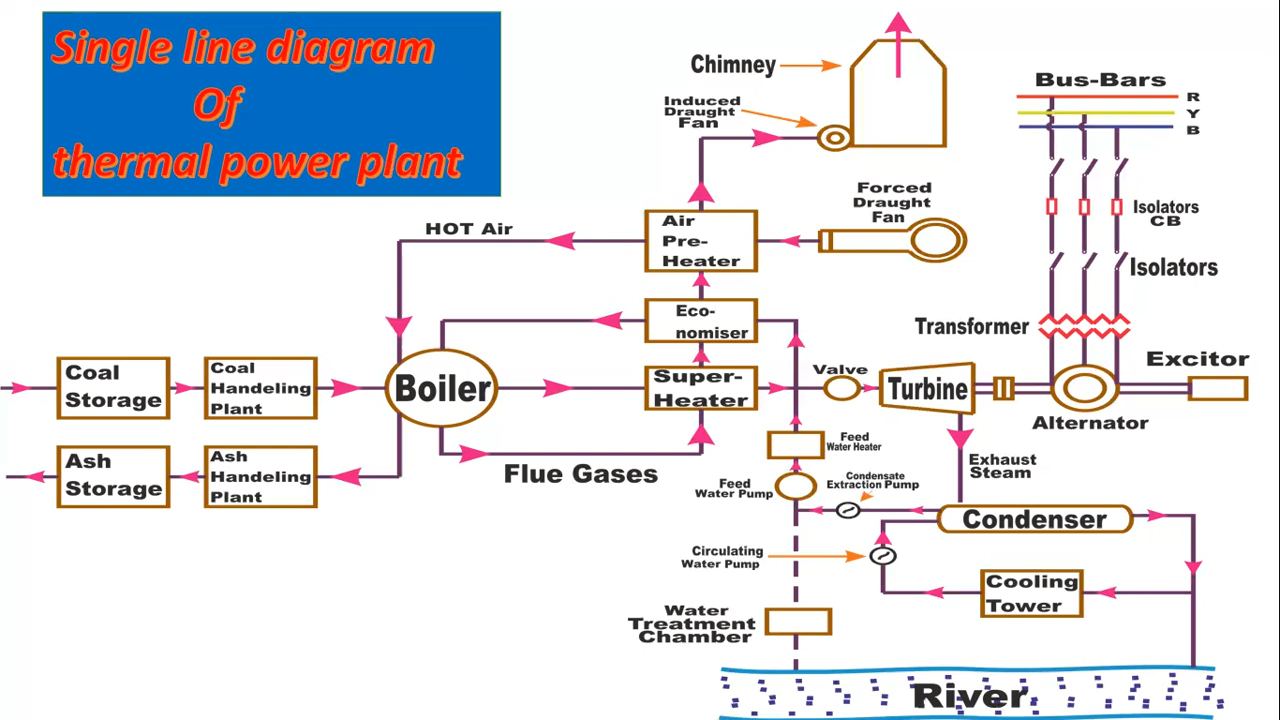 Single line diagram
Of
thermal power plant
Chimney
Induced
Draught
Fan
Bus-Bars
R
Y
B
Forced
Draught
Fan
Isolators
CB
Isolators
HOT Air
Air
Pre-
Heater
Eco-
nomiser
Transformer
Excitor
Coal
Storage
Coal
Handeling
Plant
Boiler
Super-
Heater
Valve
Turbine
Alternator
Ash
Storage
Ash
Handeling
Plant
Flue Gases
Feed
Water Heater
Exhaust
Steam
Feed
Water Pump
Condensate
Extraction Pump
Condenser
Circulating
Water Pump
Cooling
Tower
Water
Treatment
Chamber
River